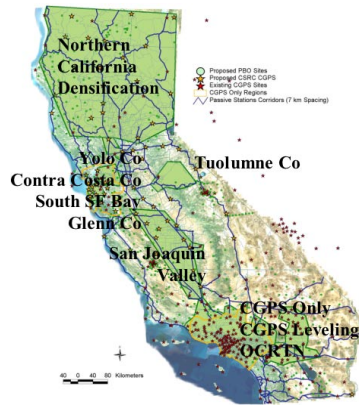 Northern
California
Densification
Proposed PBO Sites
Proposed CSRC CGPS
Existing CGPS Sites
CGPS Only Regions
Passive Stations Corridors (7 km Spacing)
Yolo Co
Tuolumne Co
Contra Costa Co
South SF Bay
Glenn Co
San Joaquin
Valley
CGPS Only
CGPS Leveling
OCRTN
40 20 0 40 80 Kilometers